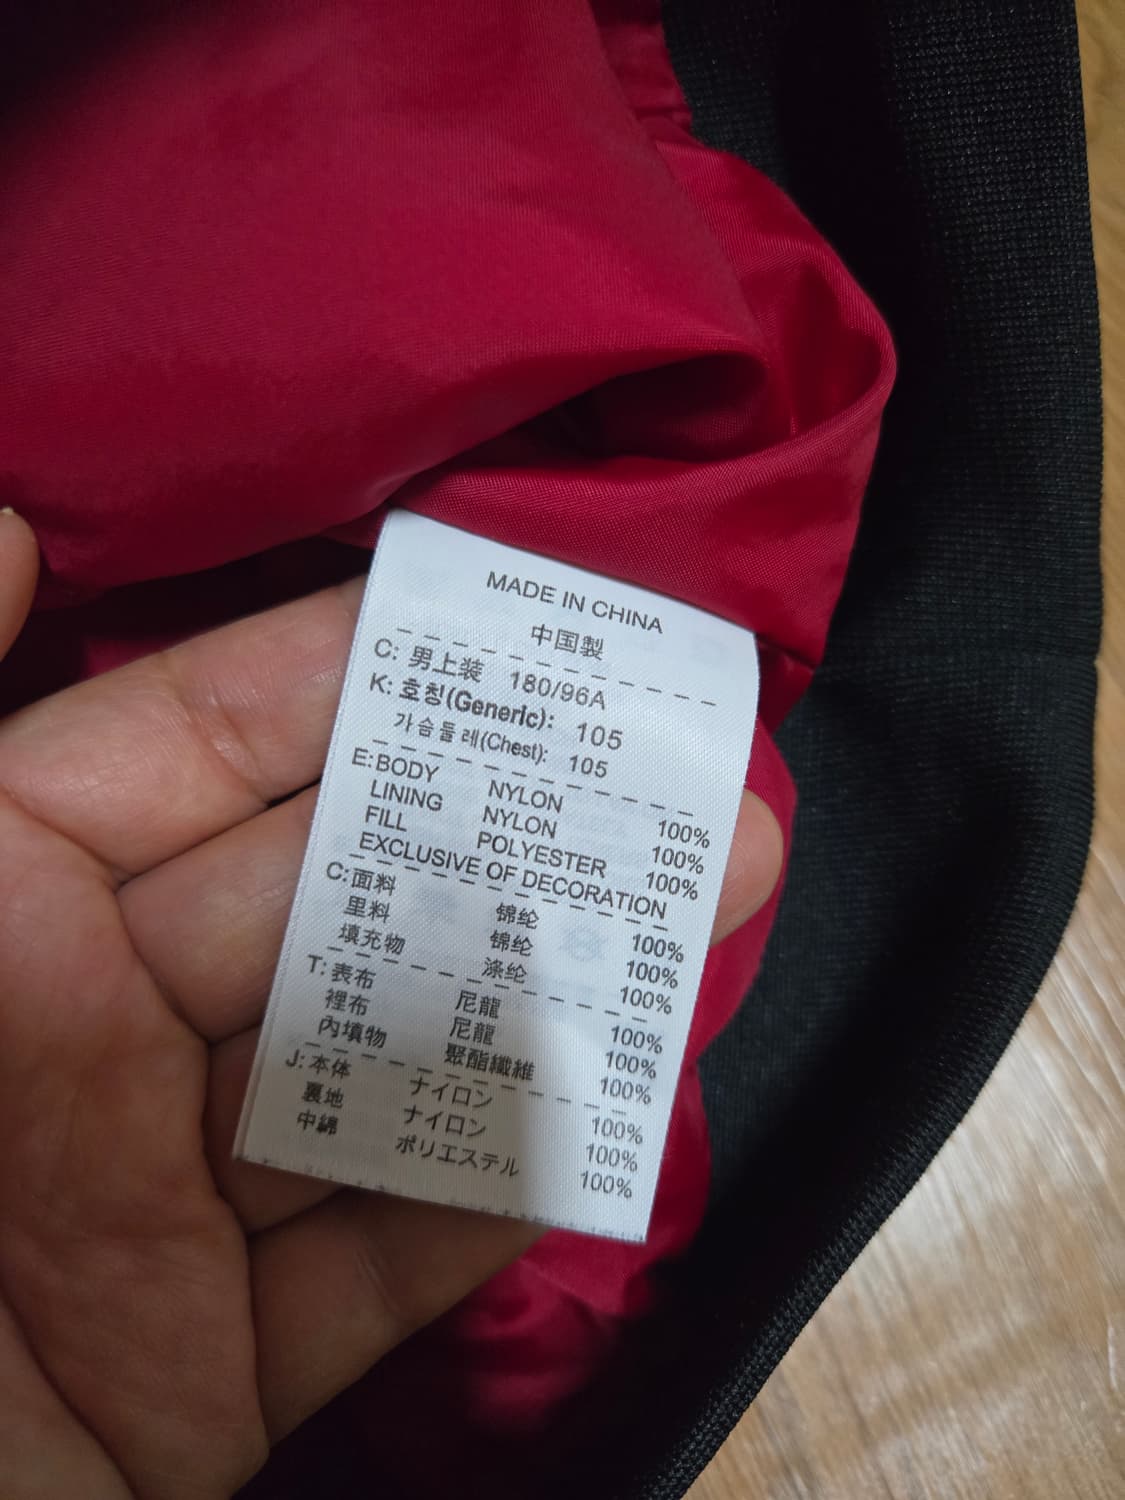 MADE IN CHINA
中国製
C: 男上装 180/96A
K: 호칭(Generic): 105
가슴둘레(Chest): 105
E: BODY NYLON 100%
LINING NYLON 100%
FILL POLYESTER 100%
EXCLUSIVE OF DECORATION
C: 面料 锦纶 100%
里料 锦纶 100%
填充物 涤纶 100%
T: 表布 尼龍 100%
裡布 尼龍 100%
內填物 聚酯纖維 100%
J: 本体 ナイロン 100%
裏地 ナイロン 100%
中綿 ポリエステル 100%